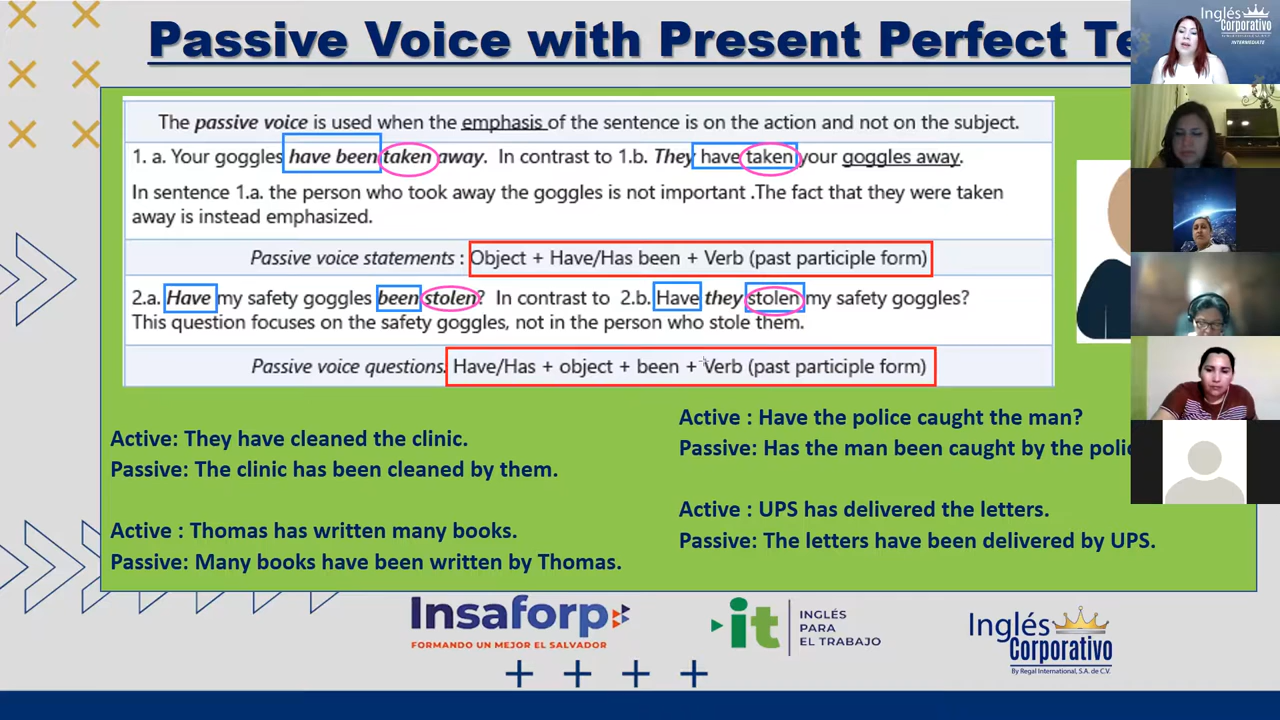 Passive Voice with Present Perfect Te
The passive voice is used when the emphasis of the sentence is on the action and not on the subject.
1. a. Your goggles have been taken away. In contrast to 1.b. They have taken your goggles away.
In sentence 1.a. the person who took away the goggles is not important .The fact that they were taken
away is instead emphasized.
Passive voice statements : Object + Have/Has been + Verb (past participle form)
2.a. Have my safety goggles been stolen? In contrast to 2.b. Have they stolen my safety goggles?
This question focuses on the safety goggles, not in the person who stole them.
Passive voice questions. Have/Has + object + been + Verb (past participle form)
Active: They have cleaned the clinic.
Passive: The clinic has been cleaned by them.
Active : Thomas has written many books.
Passive: Many books have been written by Thomas.
Active : Have the police caught the man?
Passive: Has the man been caught by the polic
Active : UPS has delivered the letters.
Passive: The letters have been delivered by UPS.
Inglés
Corporativo
INTERMEDIATE
Insaforp
FORMANDO UN MEJOR EL SALVADOR
it
INGLÉS
PARA
EL TRABAJO
Inglés
Corporativo
By Regal Internacional, S.A. de C.V.